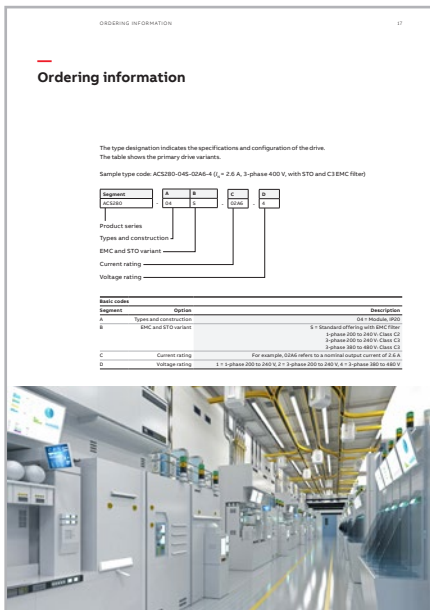 ORDERING INFORMATION 17
Ordering information
The type designation indicates the specifications and configuration of the drive.
The table shows the primary drive variants.
Sample type code: ACS280-04S-02A6-4 (Iₙ = 2.6 A, 3-phase 400 V, with STO and C3 EMC filter)
Segment A B C D
ACS280 - 04 S - 02A6 - 4
Product series
Types and construction
EMC and STO variant
Current rating
Voltage rating
Basic codes
Segment Option Description
A Types and construction 04 = Module, IP20
B EMC and STO variant S = Standard offering with EMC filter
1-phase 200 to 240 V: Class C2
3-phase 200 to 240 V: Class C3
3-phase 380 to 480 V: Class C3
C Current rating For example, 02A6 refers to a nominal output current of 2.6 A
D Voltage rating 1 = 1-phase 200 to 240 V, 2 = 3-phase 200 to 240 V, 4 = 3-phase 380 to 480 V